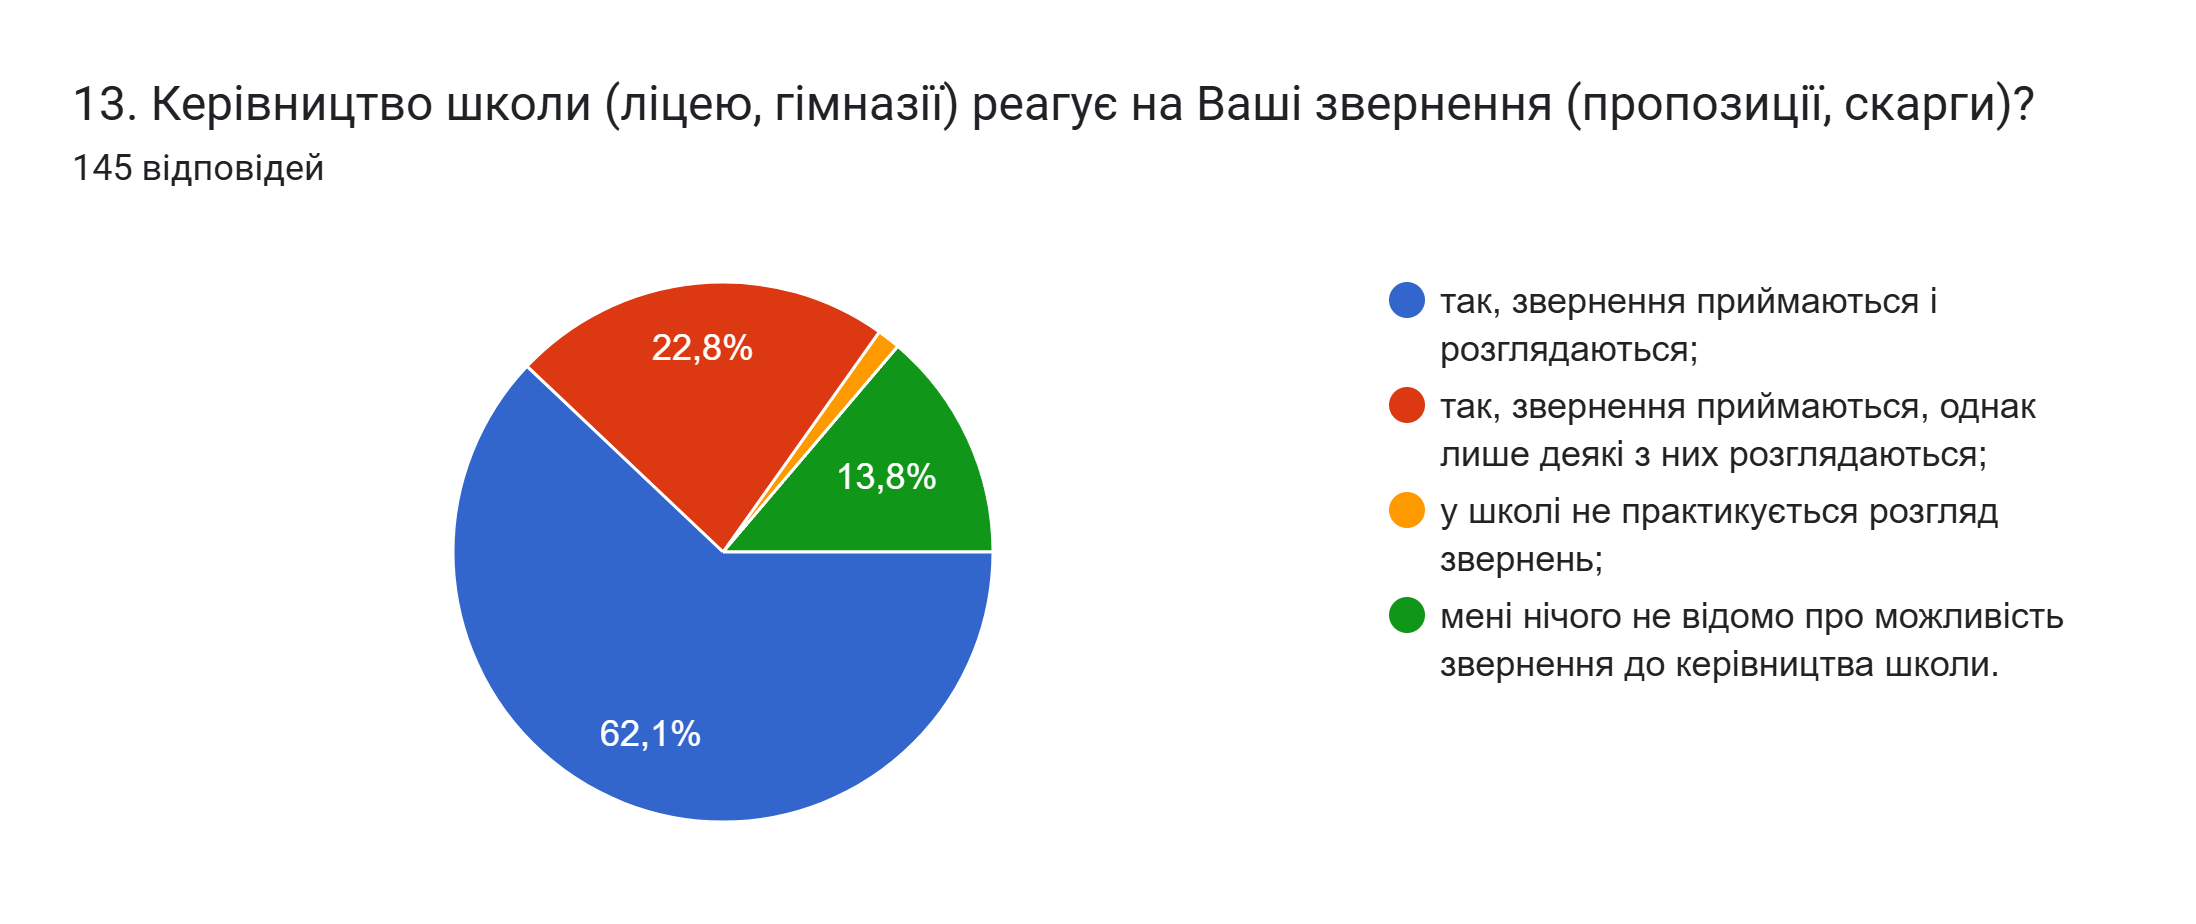 13. Керівництво школи (ліцею, гімназії) реагує на Ваші звернення (пропозиції, скарги)?
145 відповідей
22,8%
13,8%
62,1%
так, звернення приймаються і
розглядаються;
так, звернення приймаються, однак
лише деякі з них розглядаються;
у школі не практикується розгляд
звернень;
мені нічого не відомо про можливість
звернення до керівництва школи.